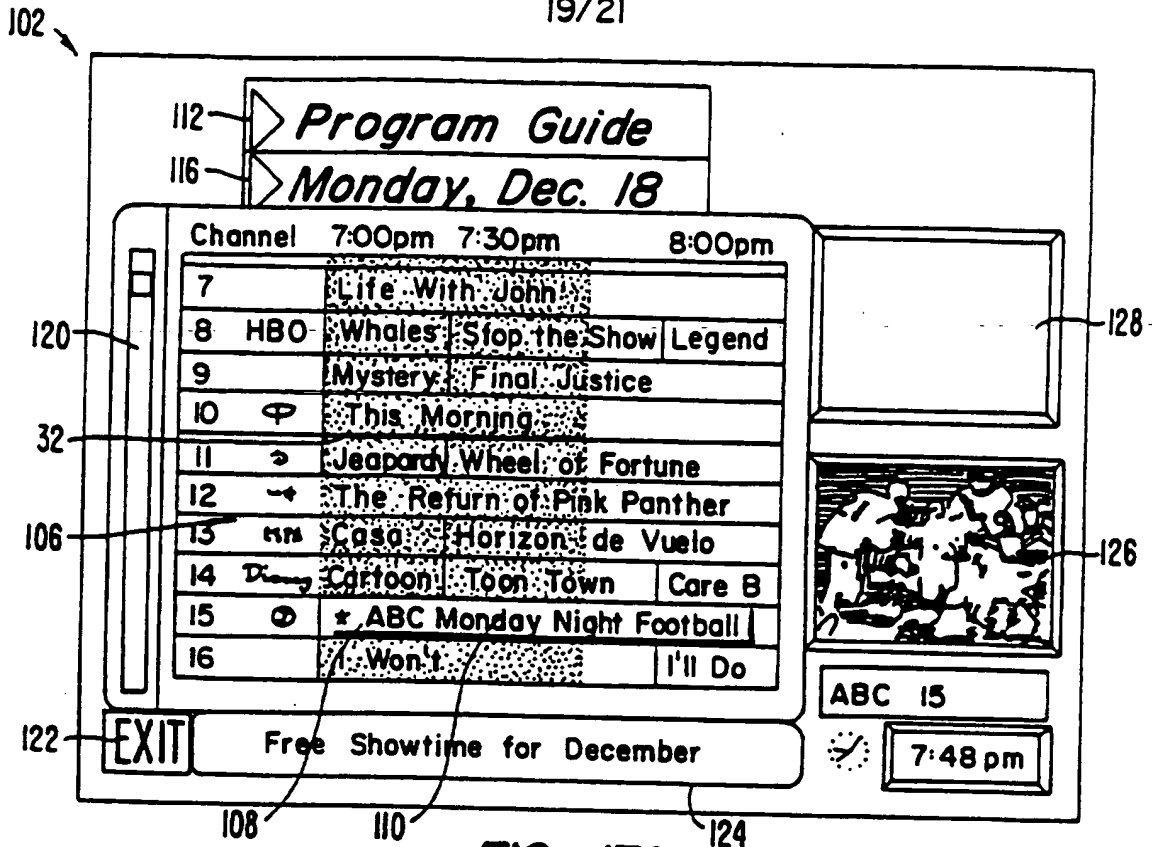 19/21
102
112
Program Guide
116
Monday, Dec. 18
Channel 7:00pm 7:30pm 8:00pm
7 Life With John
120
8 HBO Whales Stop the Show Legend
128
9 Mystery Final Justice
10 This Morning
32
11 Jeapardy Wheel of Fortune
12 The Return of Pink Panther
106
13 Casa Horizon de Vuelo
126
14 Disney Cartoon Toon Town Care B
15 * ABC Monday Night Football
16 I Won't I'll Do
ABC 15
122
EXIT Free Showtime for December
7:48pm
108 110 124